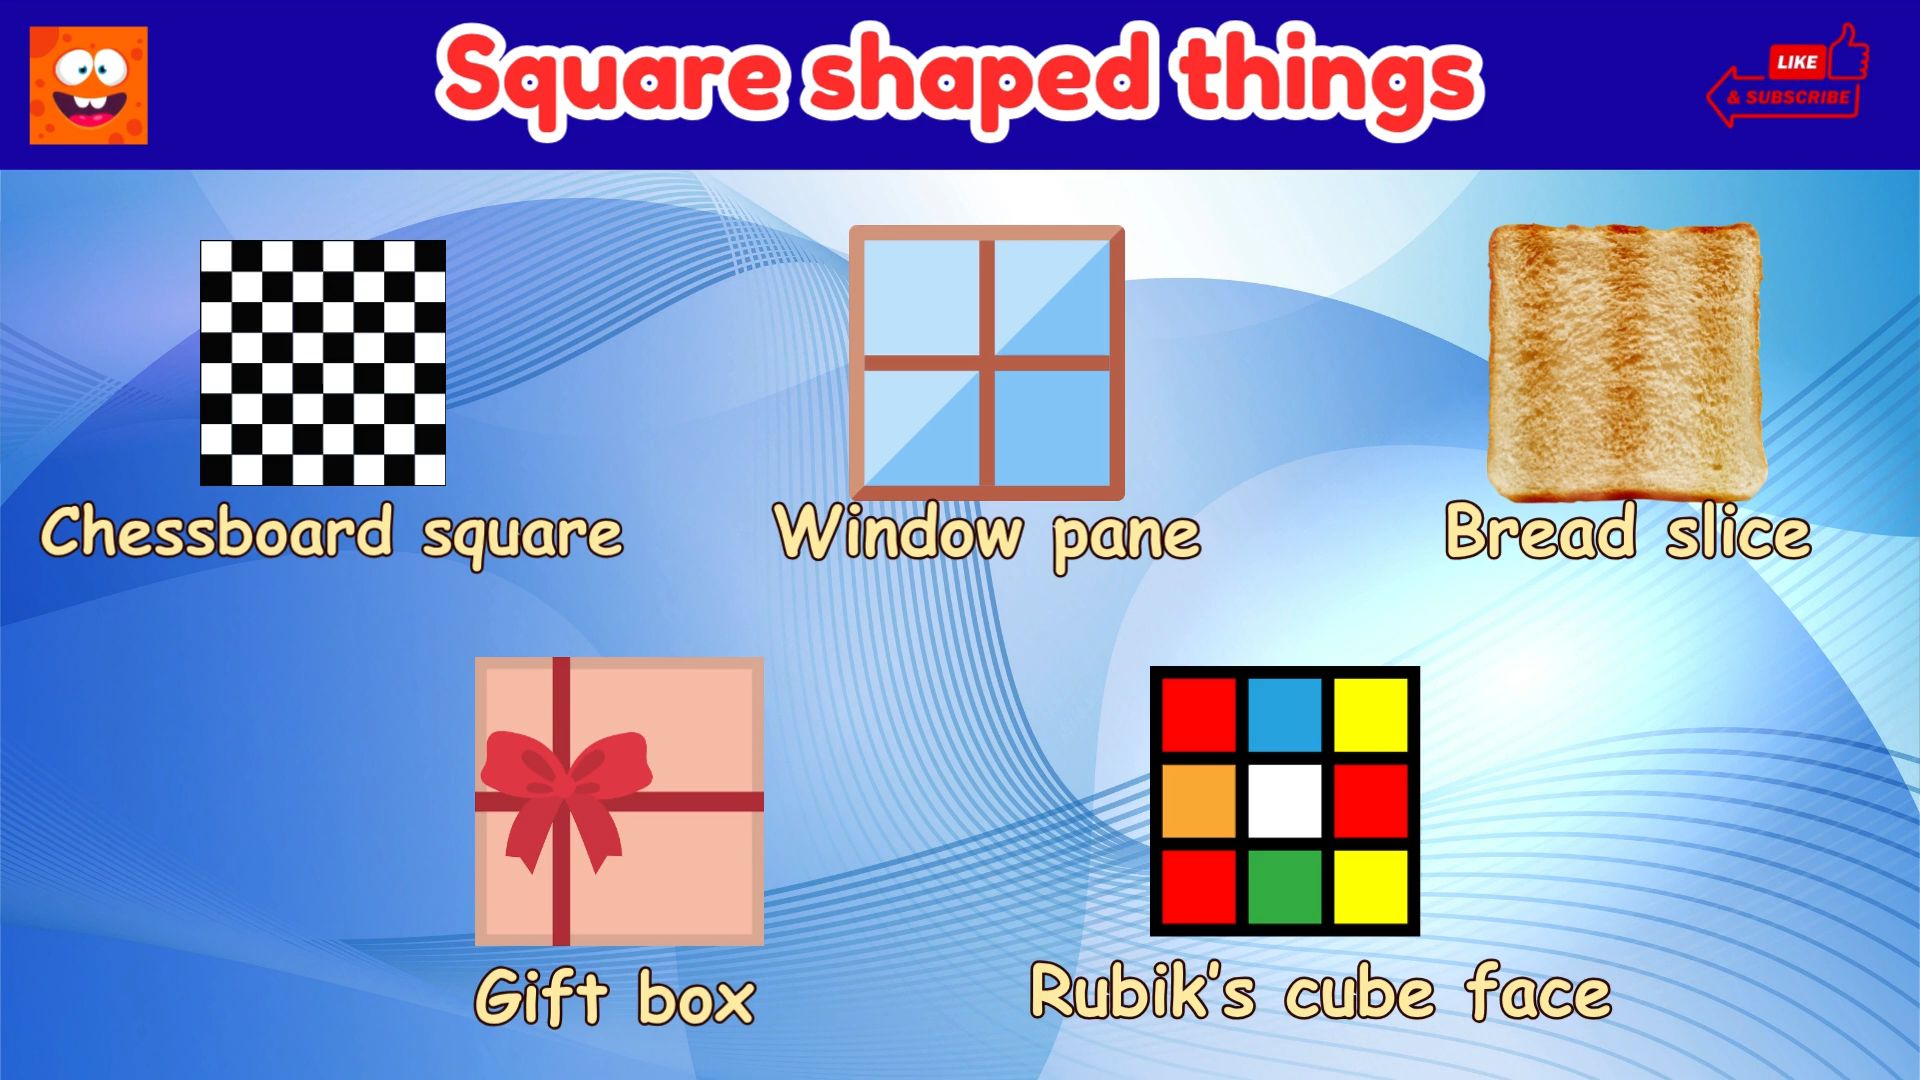 Square shaped things
LIKE
& SUBSCRIBE
Chessboard square
Window pane
Bread slice
Gift box
Rubik's cube face